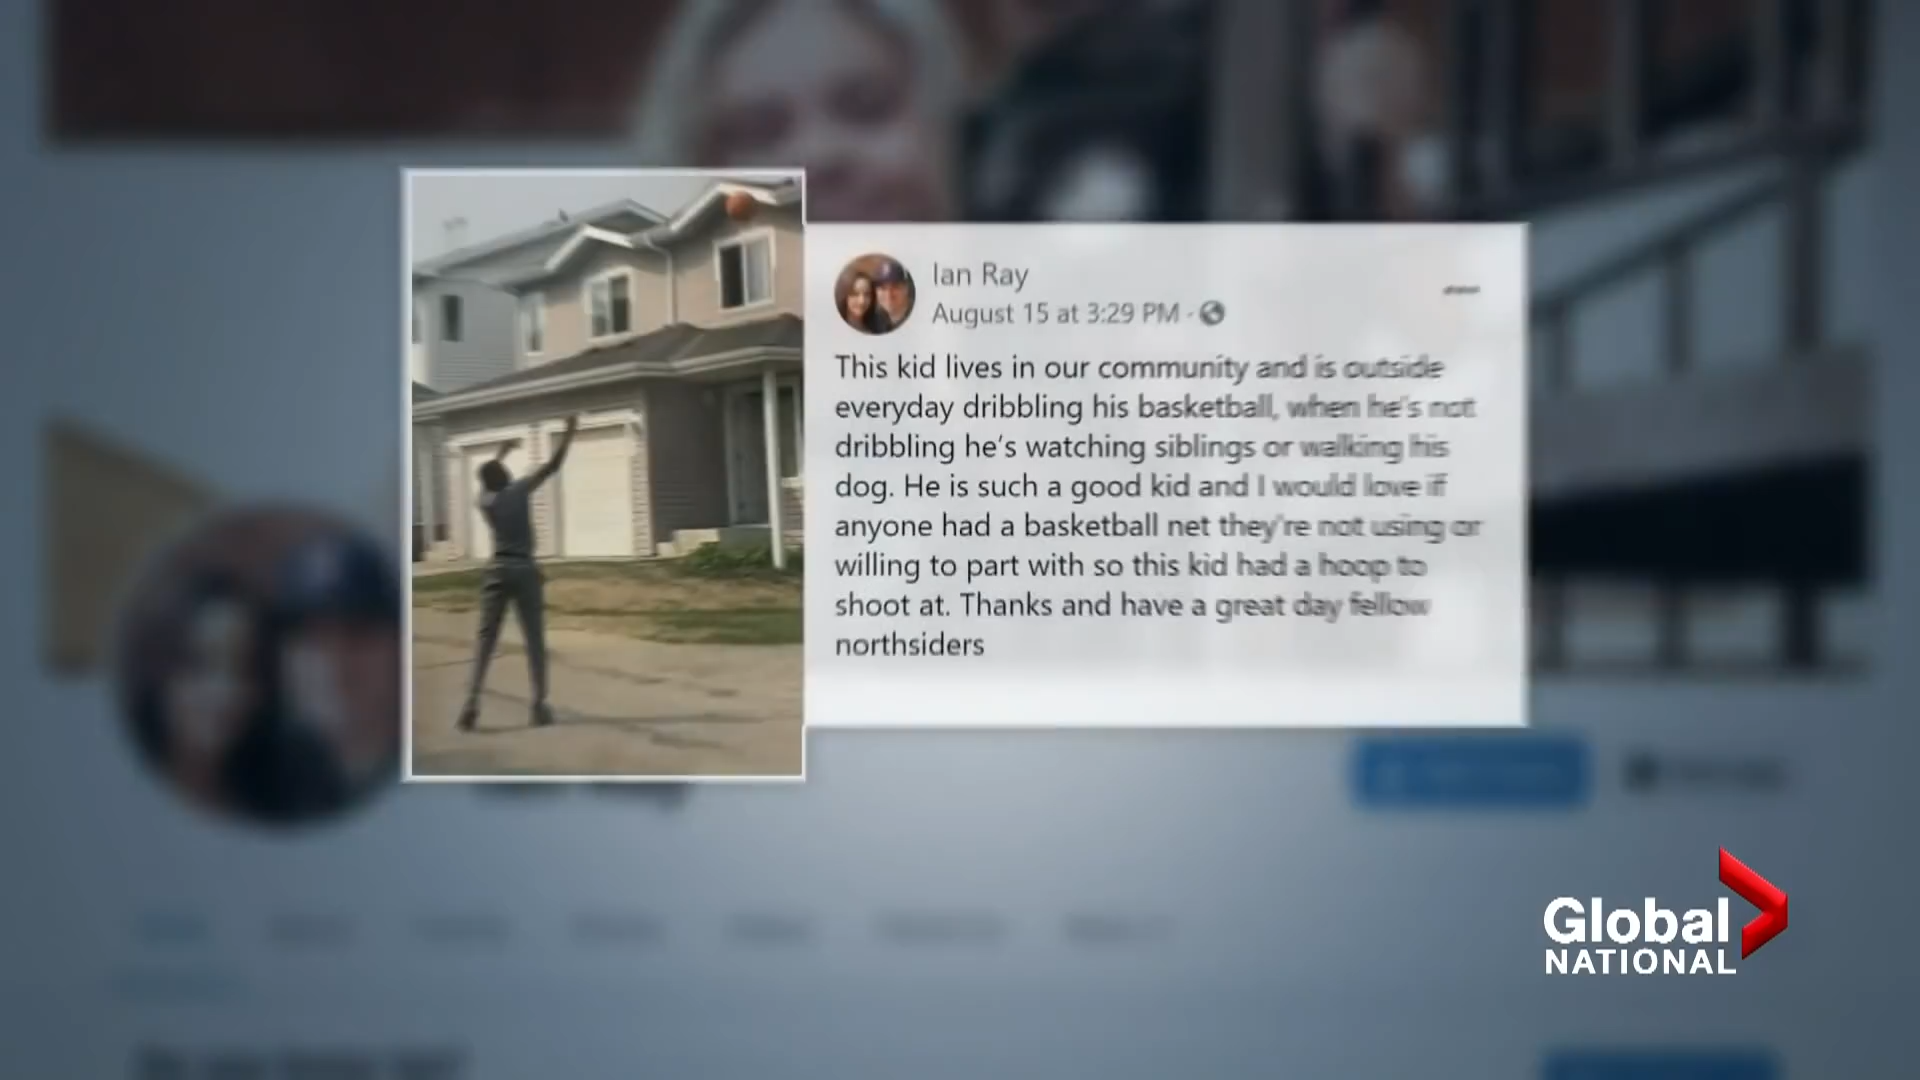 Ian Ray
August 15 at 3:29 PM ·
This kid lives in our community and is outside
everyday dribbling his basketball, when he's not
dribbling he's watching siblings or walking his
dog. He is such a good kid and I would love if
anyone had a basketball net they're not using or
willing to part with so this kid had a hoop to
shoot at. Thanks and have a great day fellow
northsiders
Global
NATIONAL